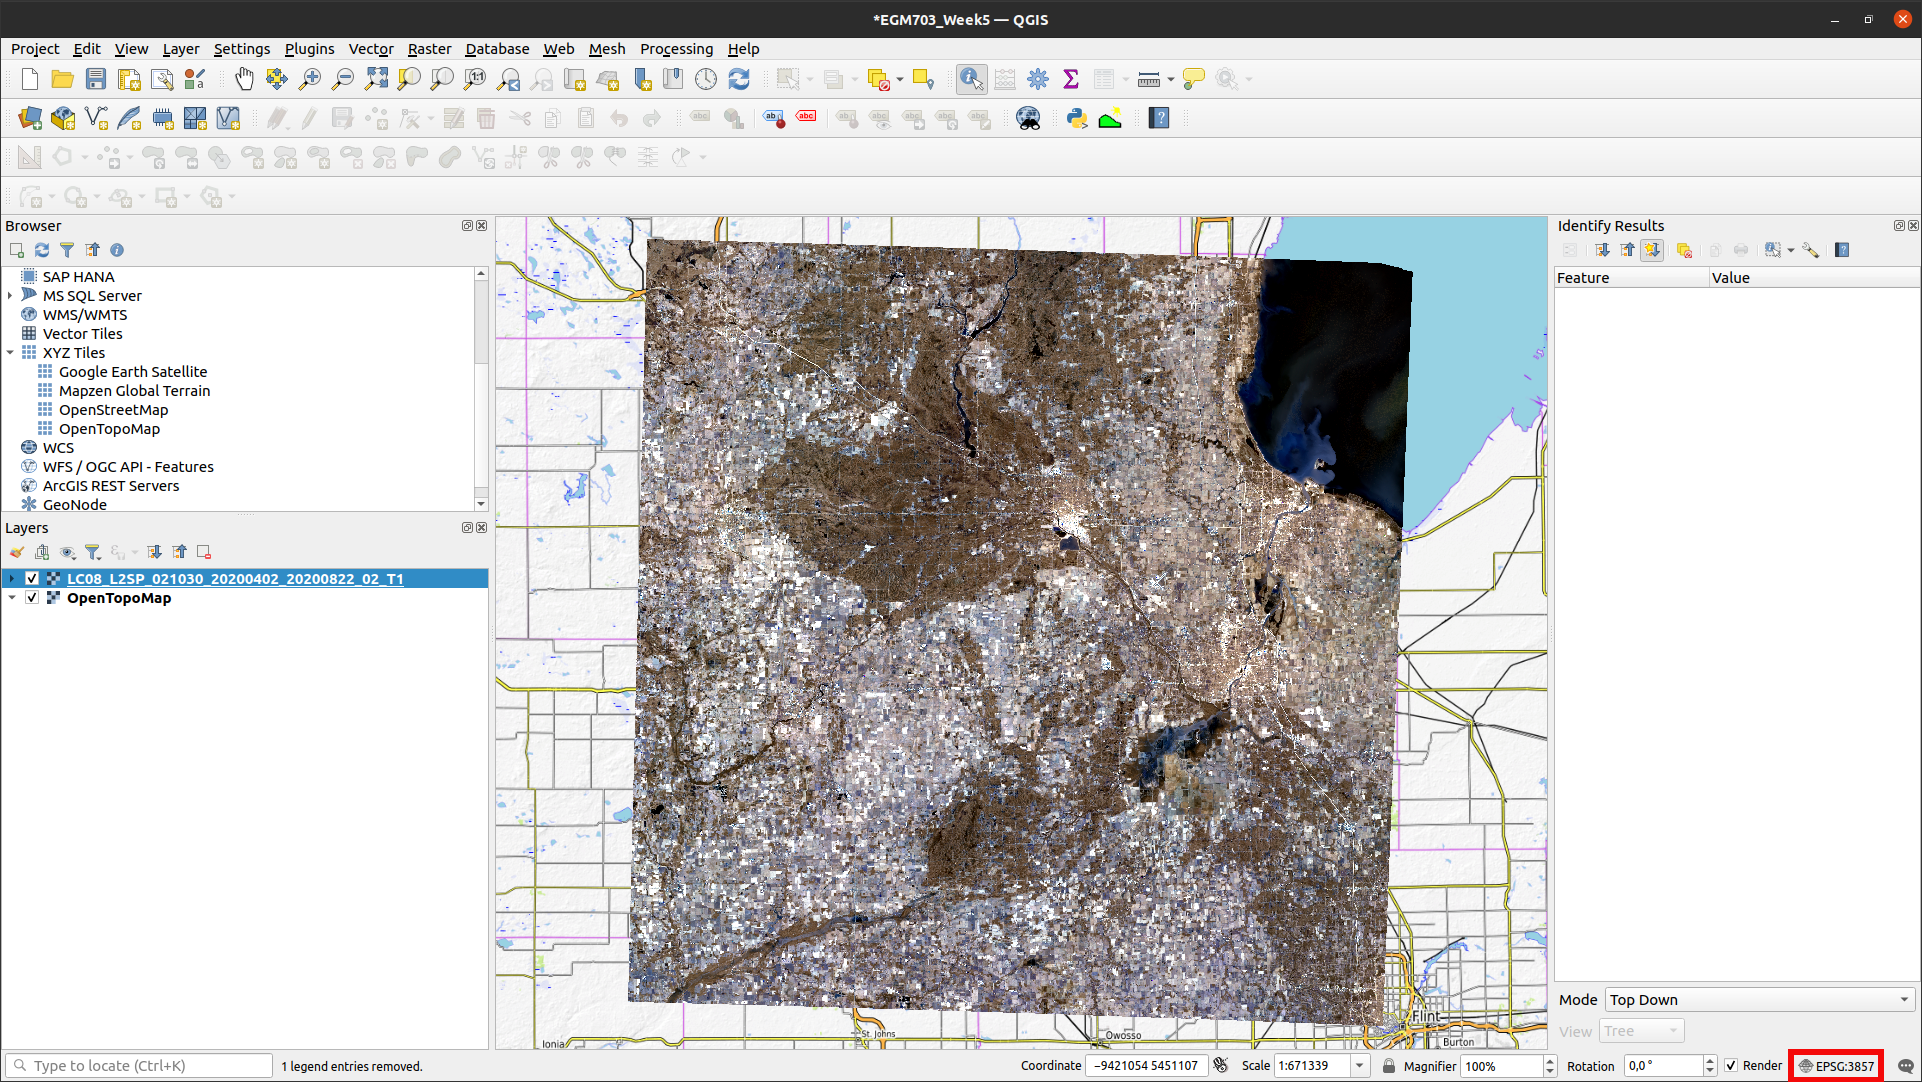 *EGM703_Week5 — QGIS
Project Edit View Layer Settings Plugins Vector Raster Database Web Mesh Processing Help
Browser
SAP HANA
MS SQL Server
WMS/WMTS
Vector Tiles
XYZ Tiles
Google Earth Satellite
Mapzen Global Terrain
OpenStreetMap
OpenTopoMap
WCS
WFS / OGC API - Features
ArcGIS REST Servers
GeoNode
Layers
LC08_L2SP_021030_20200402_20200822_02_T1
OpenTopoMap
Ionia
St. Johns
Owosso
Flint
Burton
Identify Results
Feature Value
Mode Top Down
View Tree
Type to locate (Ctrl+K) 1 legend entries removed. Coordinate −9421054 5451107 Scale 1:671339 Magnifier 100% Rotation 0,0 ° Render EPSG:3857